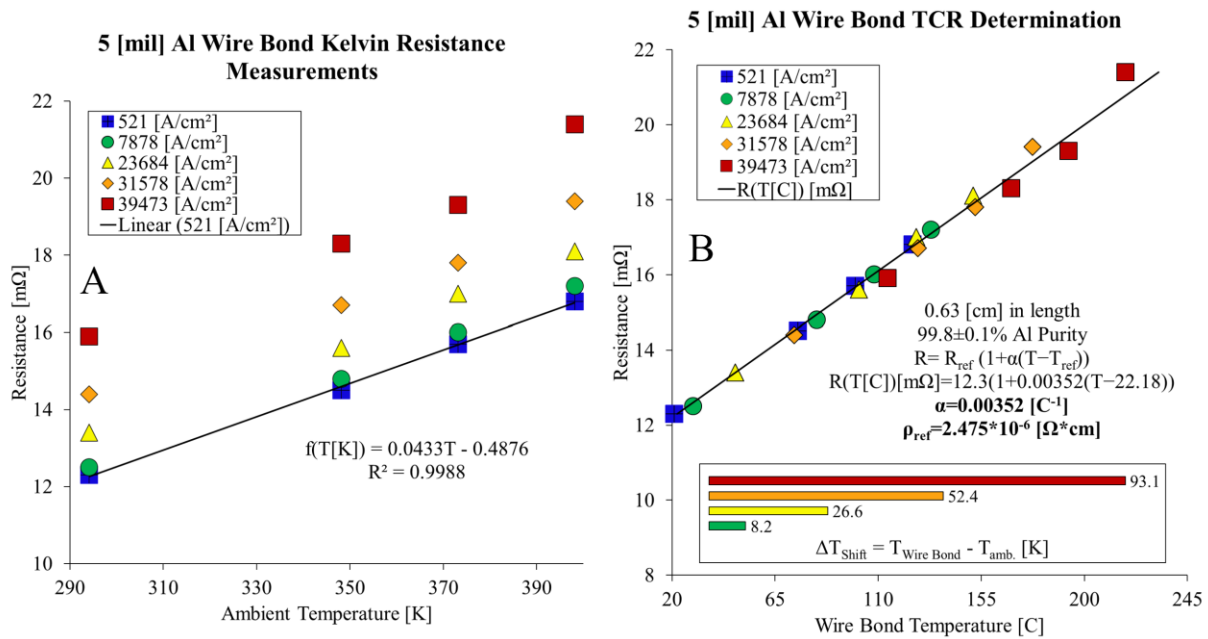 5 [mil] Al Wire Bond Kelvin Resistance
Measurements
22
20
18
16
14
12
10
Resistance [mΩ]
521 [A/cm²]
7878 [A/cm²]
23684 [A/cm²]
31578 [A/cm²]
39473 [A/cm²]
Linear (521 [A/cm²])
A
f(T[K]) = 0.0433T - 0.4876
R² = 0.9988
290
310
330
350
370
390
Ambient Temperature [K]
5 [mil] Al Wire Bond TCR Determination
22
20
18
16
14
12
10
8
Resistance [mΩ]
521 [A/cm²]
7878 [A/cm²]
23684 [A/cm²]
31578 [A/cm²]
39473 [A/cm²]
R(T[C]) [mΩ]
B
0.63 [cm] in length
99.8±0.1% Al Purity
R= Rref (1+α(T−Tref))
R(T[C])[mΩ]=12.3(1+0.00352(T−22.18))
α=0.00352 [C⁻¹]
ρref=2.475*10⁻⁶ [Ω*cm]
93.1
52.4
26.6
8.2
ΔTShift = TWire Bond - Tamb. [K]
20
65
110
155
200
245
Wire Bond Temperature [C]